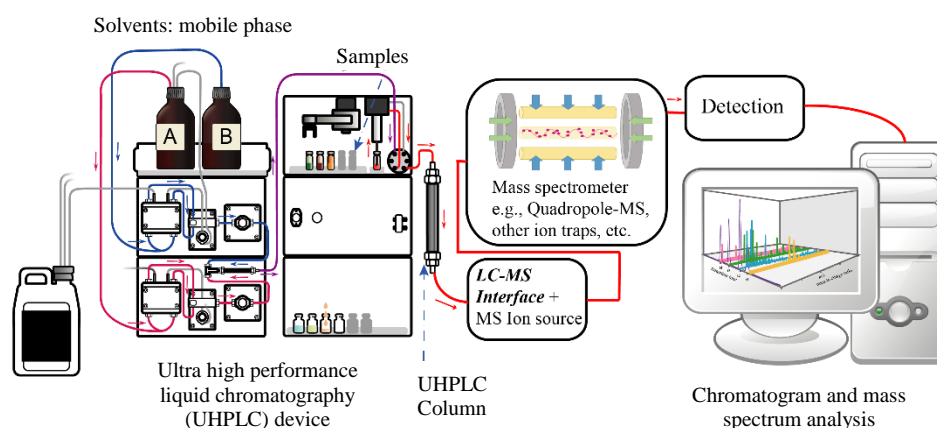 Solvents: mobile phase
Samples
A
B
Mass spectrometer
e.g., Quadropole-MS,
other ion traps, etc.
Detection
LC-MS
Interface +
MS Ion source
Ultra high performance
liquid chromatography
(UHPLC) device
UHPLC
Column
Chromatogram and mass
spectrum analysis